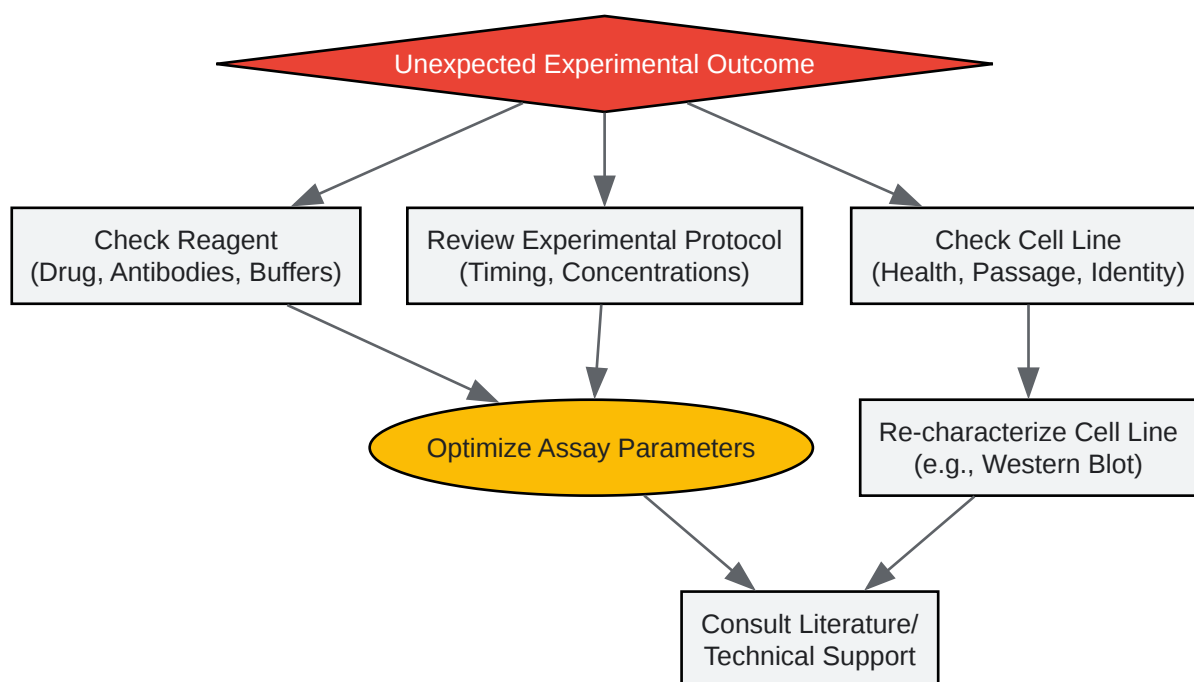 Unexpected Experimental Outcome
Check Reagent
(Drug, Antibodies, Buffers)
Review Experimental Protocol
(Timing, Concentrations)
Check Cell Line
(Health, Passage, Identity)
Optimize Assay Parameters
Re-characterize Cell Line
(e.g., Western Blot)
Consult Literature/
Technical Support